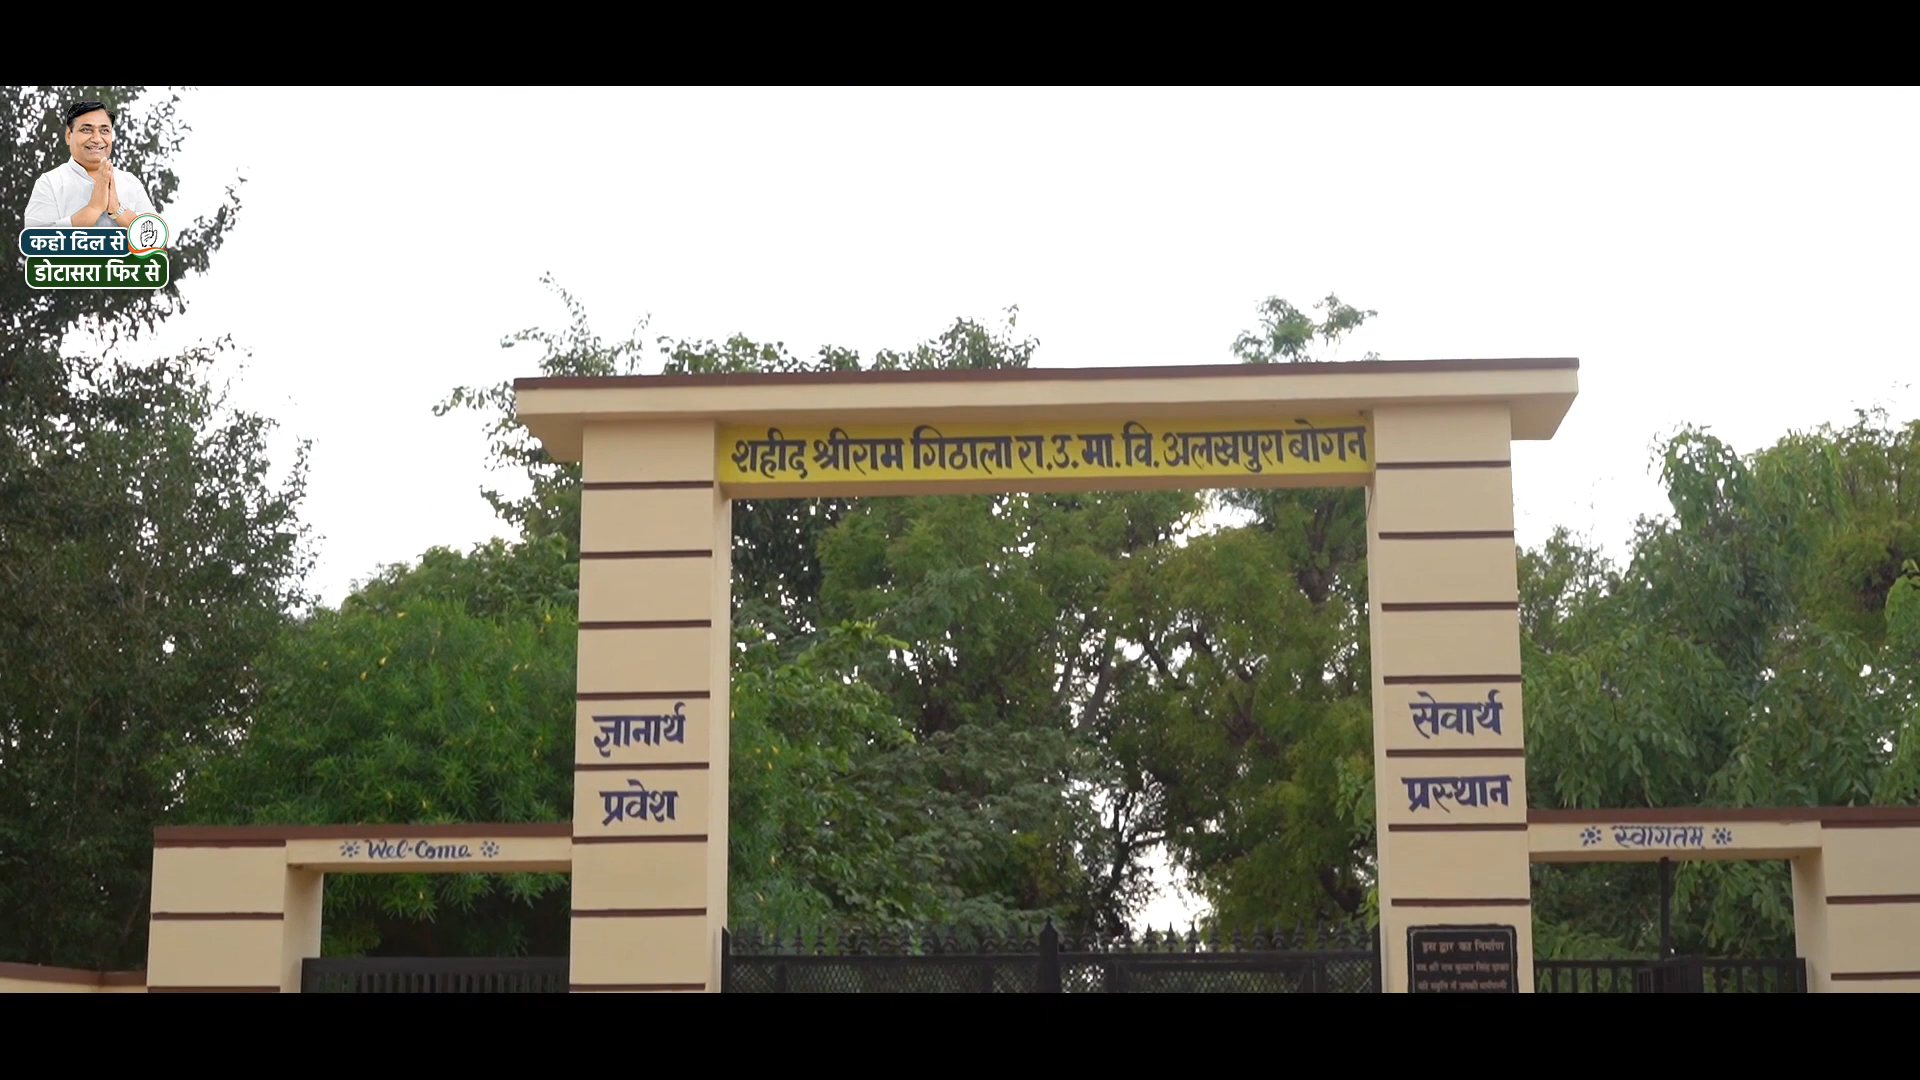 कहो दिल से
डोटासरा फिर से
शहीद श्रीराम गिठाला रा.उ.मा.वि. अलखपुरा बोगन
ज्ञानार्थ
प्रवेश
सेवार्थ
प्रस्थान
Wel-Come
स्वागतम्
इस द्वार का निर्माण